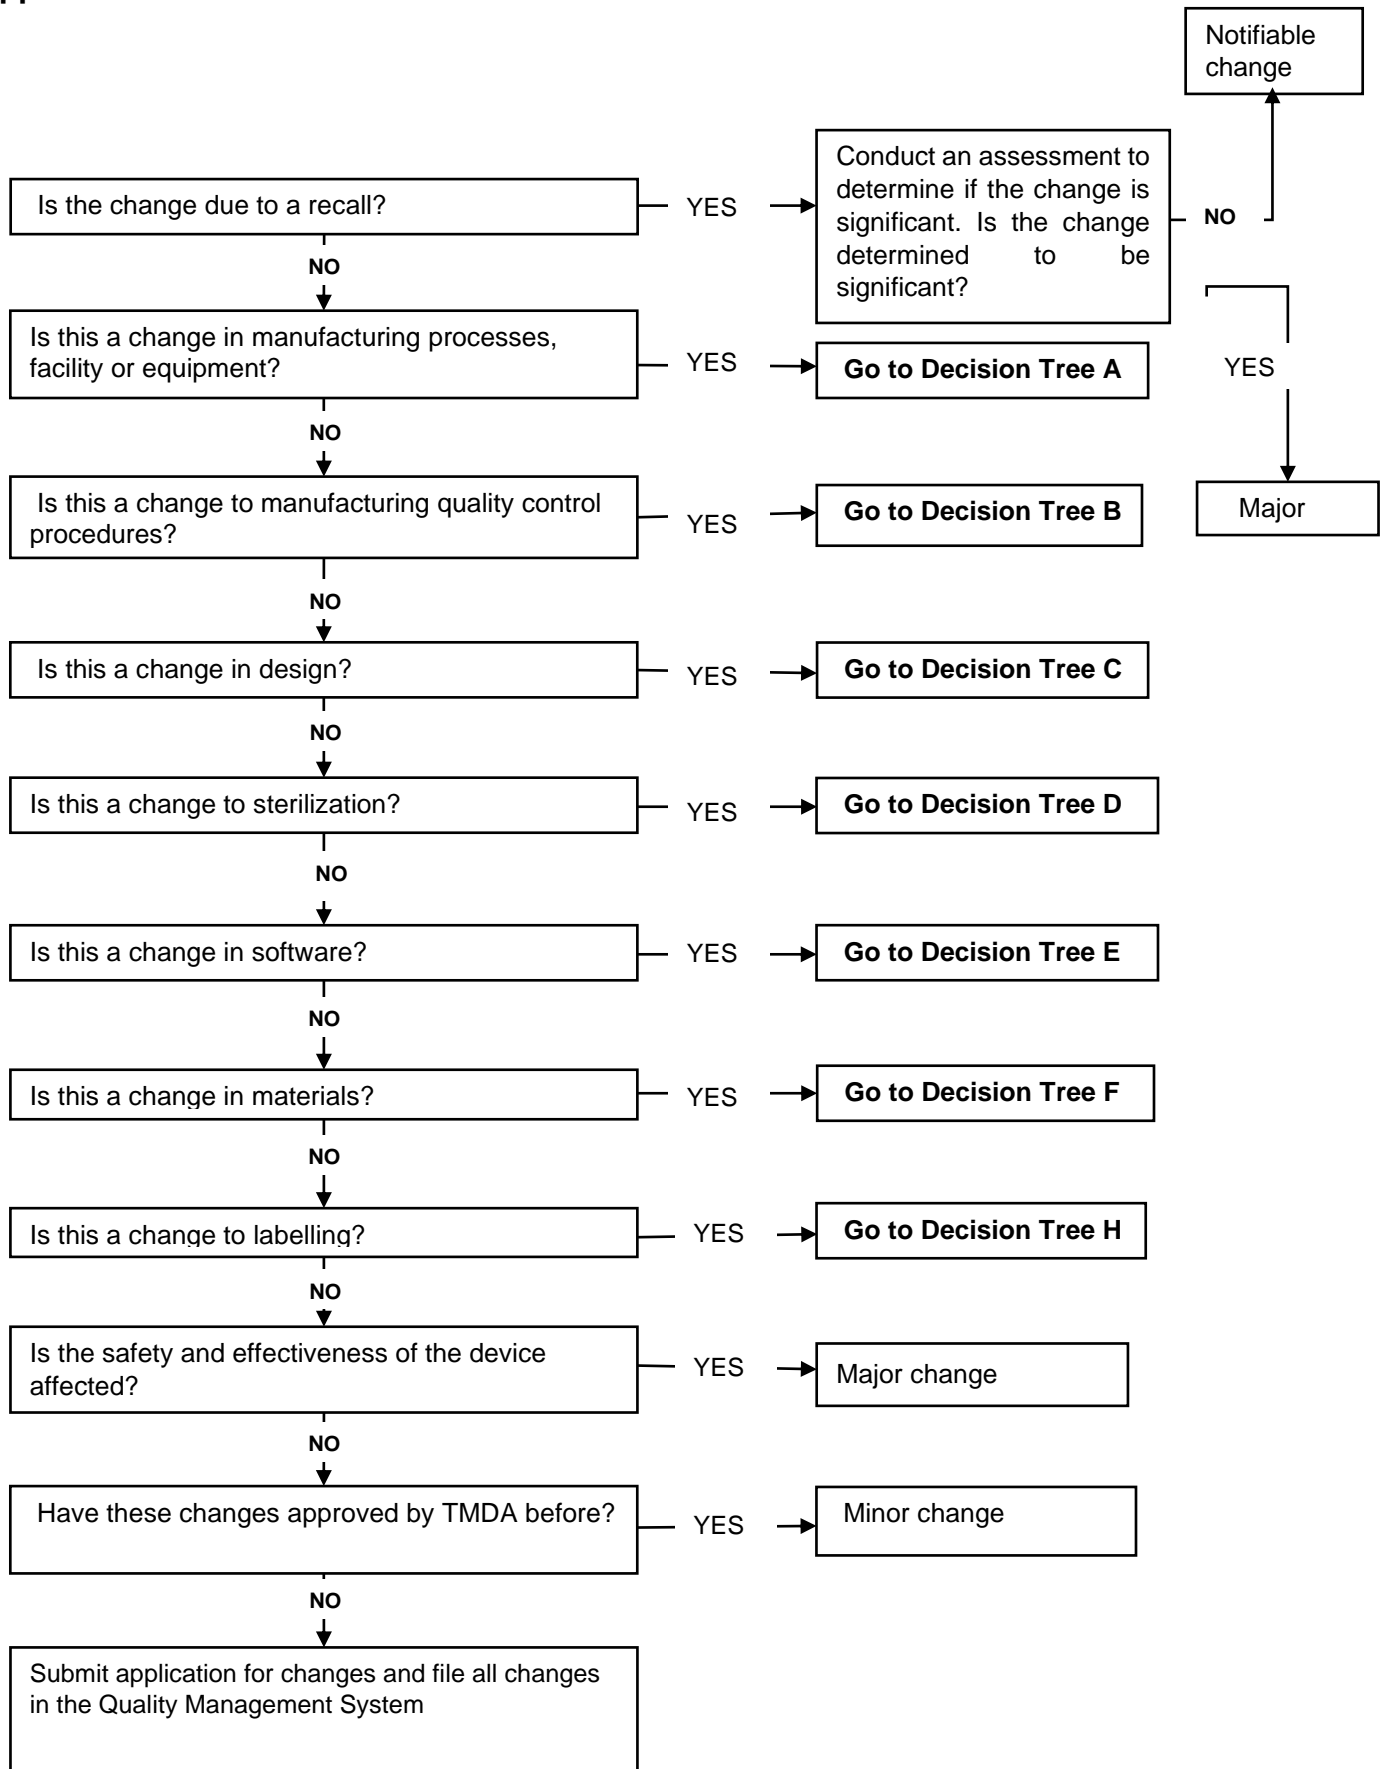 Notifiable
change
Conduct an assessment to
determine if the change is
significant. Is the change
determined to be
significant?
Is the change due to a recall?
YES
NO
NO
Is this a change in manufacturing processes,
facility or equipment?
YES
Go to Decision Tree A
YES
NO
Major
Is this a change to manufacturing quality control
procedures?
YES
Go to Decision Tree B
NO
Is this a change in design?
YES
Go to Decision Tree C
NO
Is this a change to sterilization?
YES
Go to Decision Tree D
NO
Is this a change in software?
YES
Go to Decision Tree E
NO
Is this a change in materials?
YES
Go to Decision Tree F
NO
Is this a change to labelling?
YES
Go to Decision Tree H
NO
Is the safety and effectiveness of the device
affected?
YES
Major change
NO
Have these changes approved by TMDA before?
YES
Minor change
NO
Submit application for changes and file all changes
in the Quality Management System